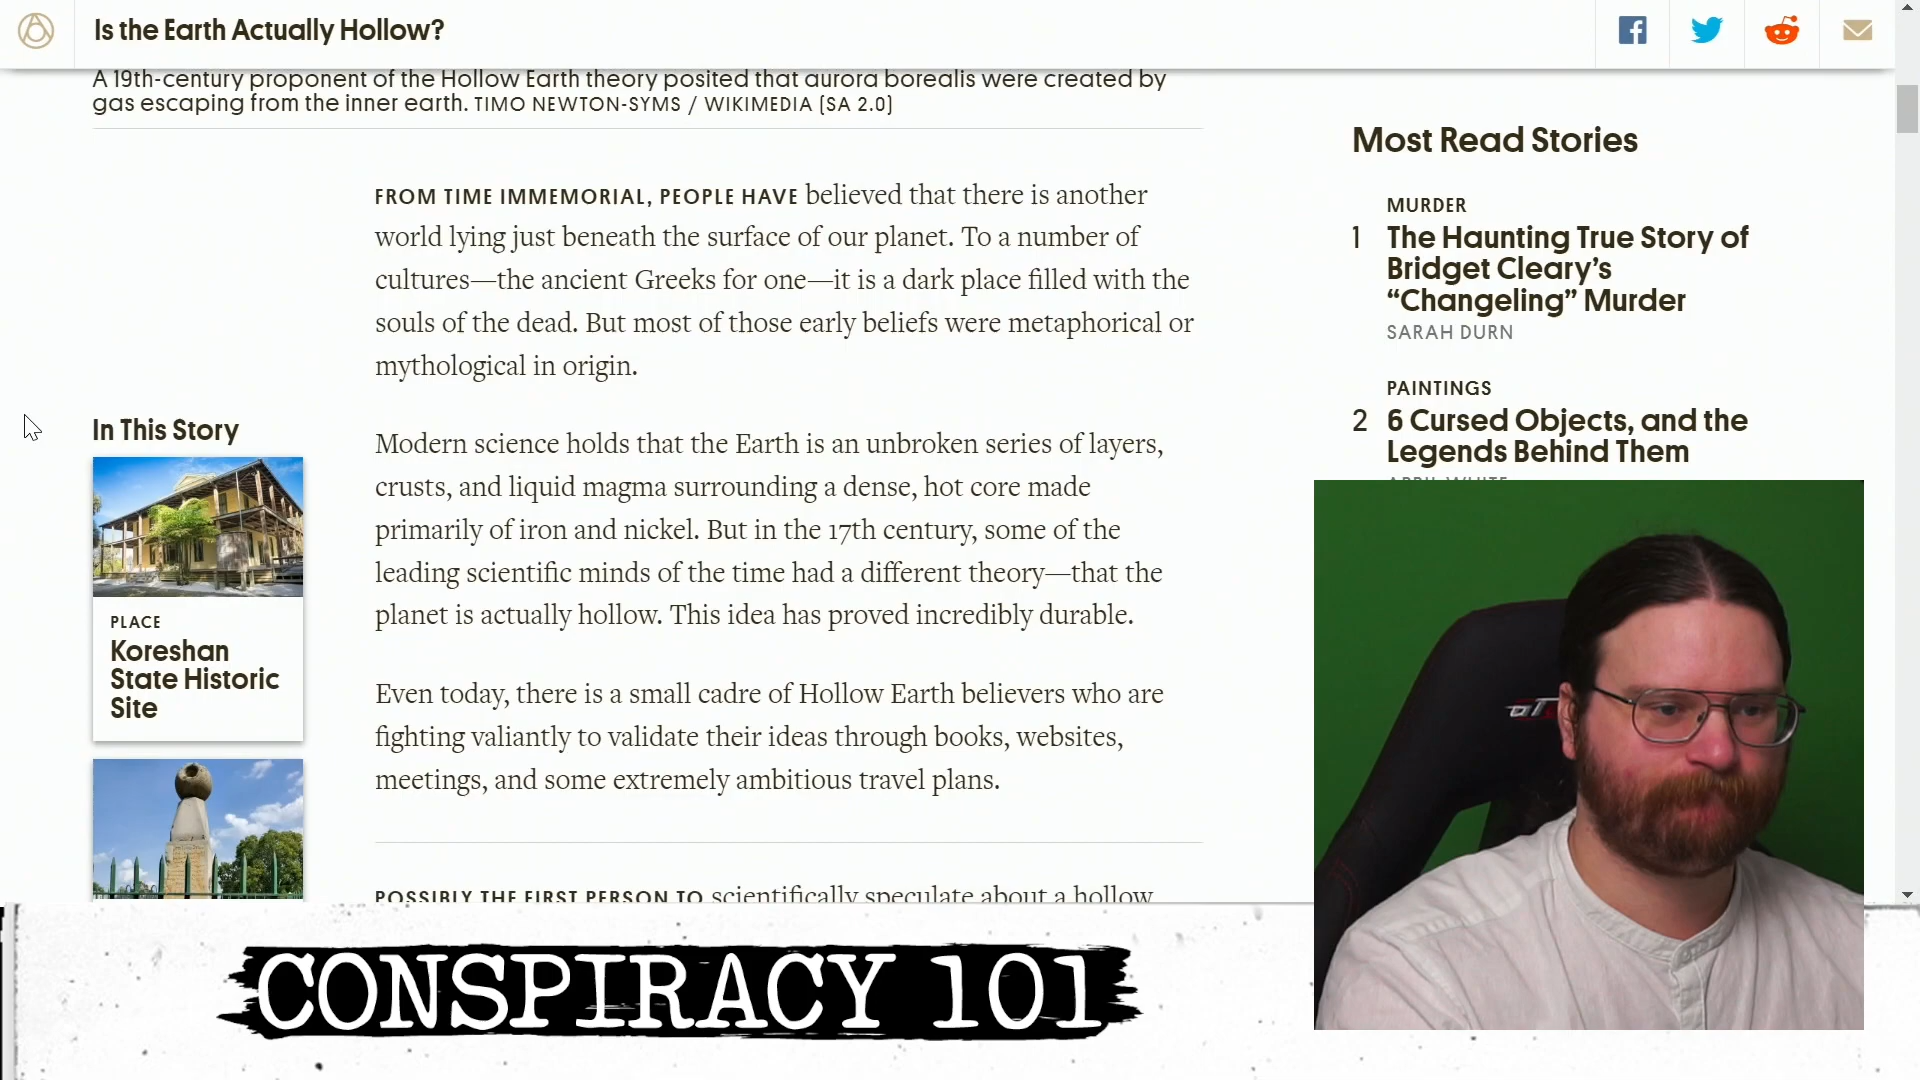 Is the Earth Actually Hollow?
A 19th-century proponent of the Hollow Earth theory posited that aurora borealis were created by
gas escaping from the inner earth. TIMO NEWTON-SYMS / WIKIMEDIA (SA 2.0)
FROM TIME IMMEMORIAL, PEOPLE HAVE believed that there is another
world lying just beneath the surface of our planet. To a number of
cultures—the ancient Greeks for one—it is a dark place filled with the
souls of the dead. But most of those early beliefs were metaphorical or
mythological in origin.
Modern science holds that the Earth is an unbroken series of layers,
crusts, and liquid magma surrounding a dense, hot core made
primarily of iron and nickel. But in the 17th century, some of the
leading scientific minds of the time had a different theory—that the
planet is actually hollow. This idea has proved incredibly durable.
Even today, there is a small cadre of Hollow Earth believers who are
fighting valiantly to validate their ideas through books, websites,
meetings, and some extremely ambitious travel plans.
POSSIBLY THE FIRST PERSON TO scientifically speculate about a hollow
In This Story
PLACE
Koreshan
State Historic
Site
Most Read Stories
MURDER
1 The Haunting True Story of
Bridget Cleary's
“Changeling” Murder
SARAH DURN
PAINTINGS
2 6 Cursed Objects, and the
Legends Behind Them
APRIL WHITE
CONSPIRACY 101